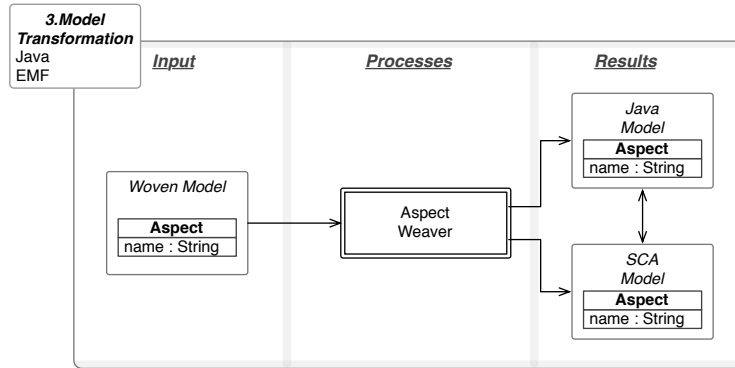 3.Model
Transformation
Java
EMF
Input
Processes
Results
Woven Model
Aspect
name : String
Aspect
Weaver
Java
Model
Aspect
name : String
SCA
Model
Aspect
name : String